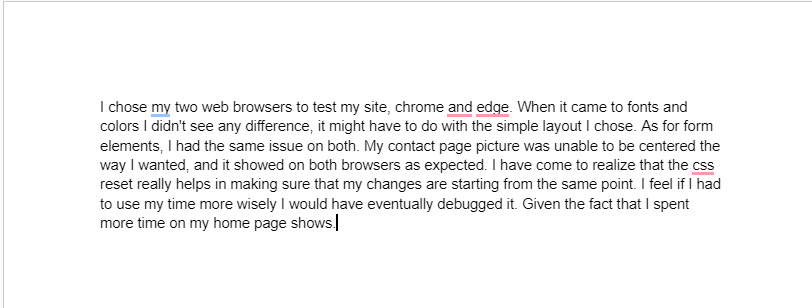 I chose my two web browsers to test my site, chrome and edge. When it came to fonts and
colors I didn't see any difference, it might have to do with the simple layout I chose. As for form
elements, I had the same issue on both. My contact page picture was unable to be centered the
way I wanted, and it showed on both browsers as expected. I have come to realize that the css
reset really helps in making sure that my changes are starting from the same point. I feel if I had
to use my time more wisely I would have eventually debugged it. Given the fact that I spent
more time on my home page shows.